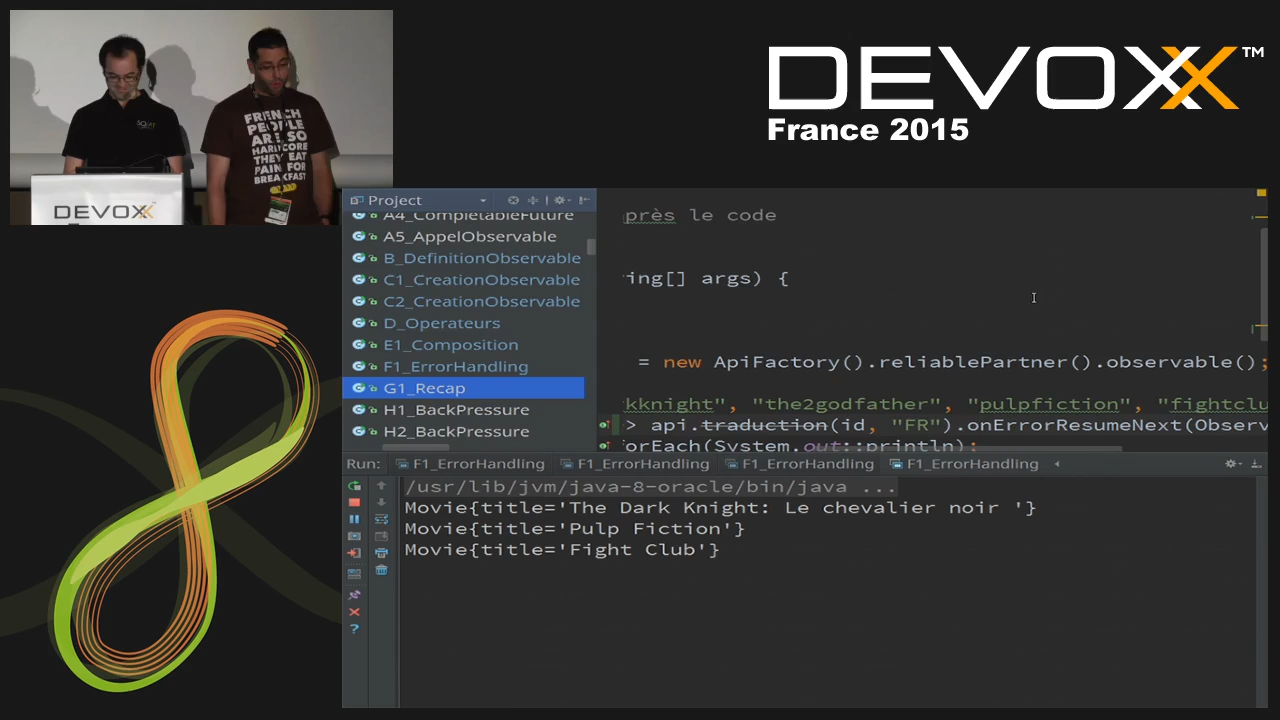 DEVOXX™
France 2015
SQLI
FRENCH
PEOPLE
ARE SO
HARDCORE
THEY EAT
PAIN FOR
BREAKFAST
DEVOXX
Project
A4_CompletableFuture
A5_AppelObservable
B_DefinitionObservable
C1_CreationObservable
C2_CreationObservable
D_Operateurs
E1_Composition
F1_ErrorHandling
G1_Recap
H1_BackPressure
H2_BackPressure
près le code
ing[] args) {
= new ApiFactory().reliablePartner().observable();
kknight", "the2godfather", "pulpfiction", "fightclu
> api.traduction(id, "FR").onErrorResumeNext(Observ
orEach(System.out::println);
Run: F1_ErrorHandling F1_ErrorHandling F1_ErrorHandling F1_ErrorHandling
/usr/lib/jvm/java-8-oracle/bin/java ...
Movie{title='The Dark Knight: Le chevalier noir '}
Movie{title='Pulp Fiction'}
Movie{title='Fight Club'}